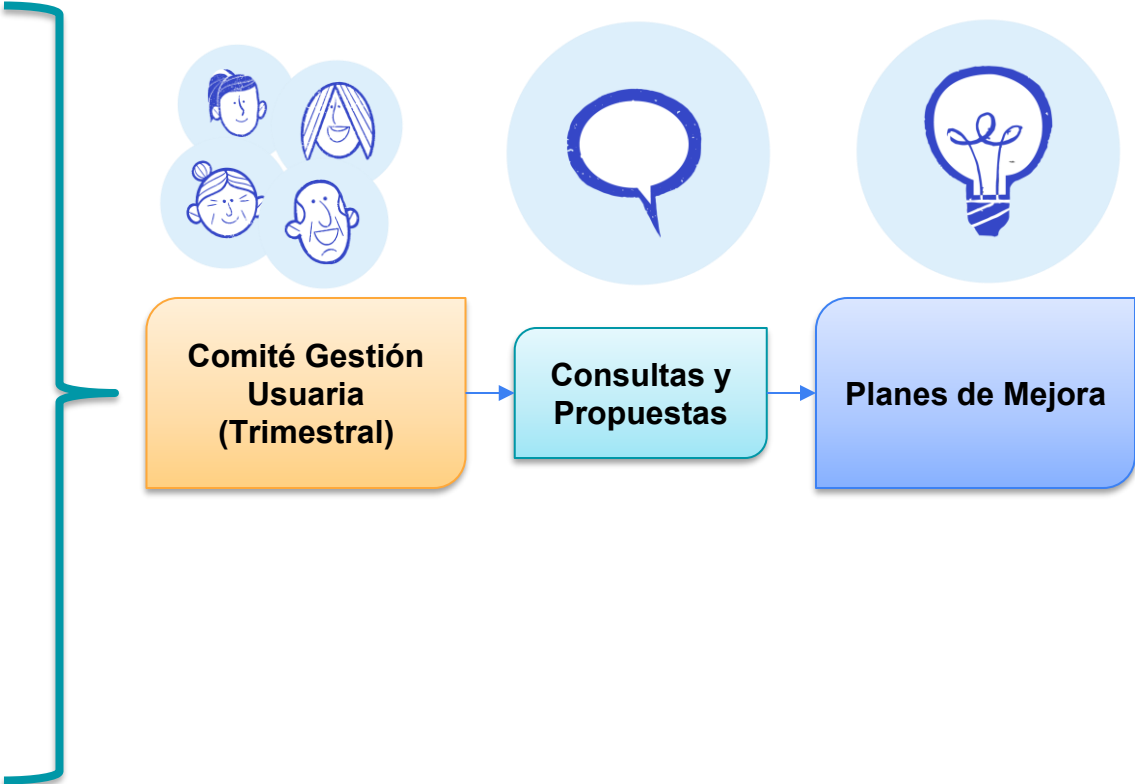 Comité Gestión
Usuaria
(Trimestral)
Consultas y
Propuestas
Planes de Mejora